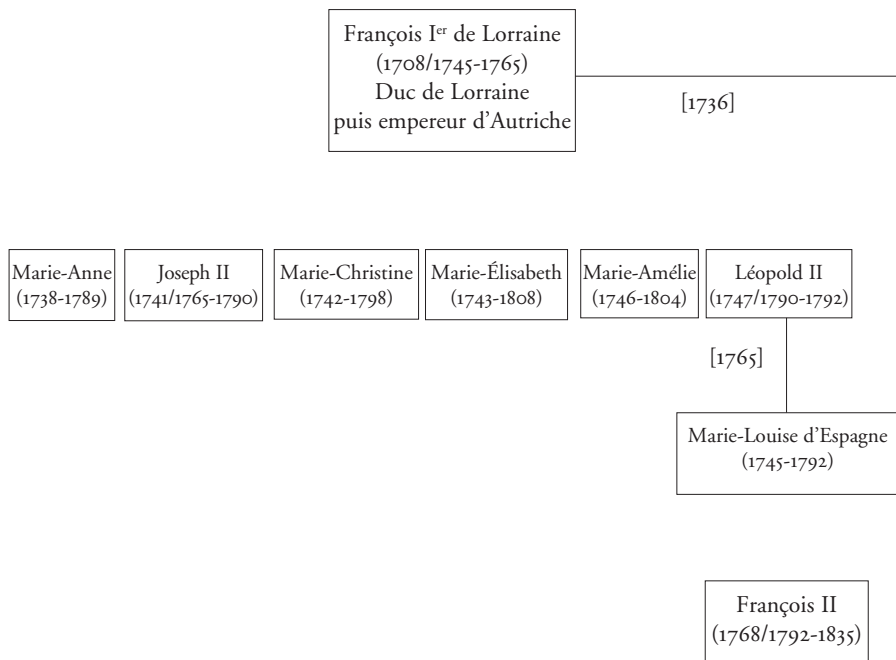 François Iᵉʳ de Lorraine
(1708/1745-1765)
Duc de Lorraine
puis empereur d’Autriche
[1736]
Marie-Anne
(1738-1789)
Joseph II
(1741/1765-1790)
Marie-Christine
(1742-1798)
Marie-Élisabeth
(1743-1808)
Marie-Amélie
(1746-1804)
Léopold II
(1747/1790-1792)
[1765]
Marie-Louise d’Espagne
(1745-1792)
François II
(1768/1792-1835)